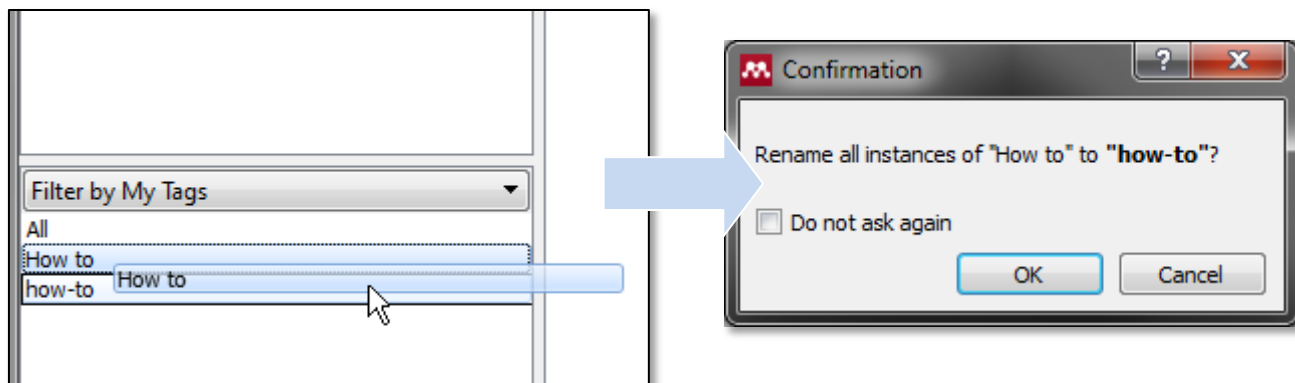 Filter by My Tags
All
How to
how-to
How to
Confirmation
?
X
Rename all instances of "How to" to "how-to"?
Do not ask again
OK
Cancel